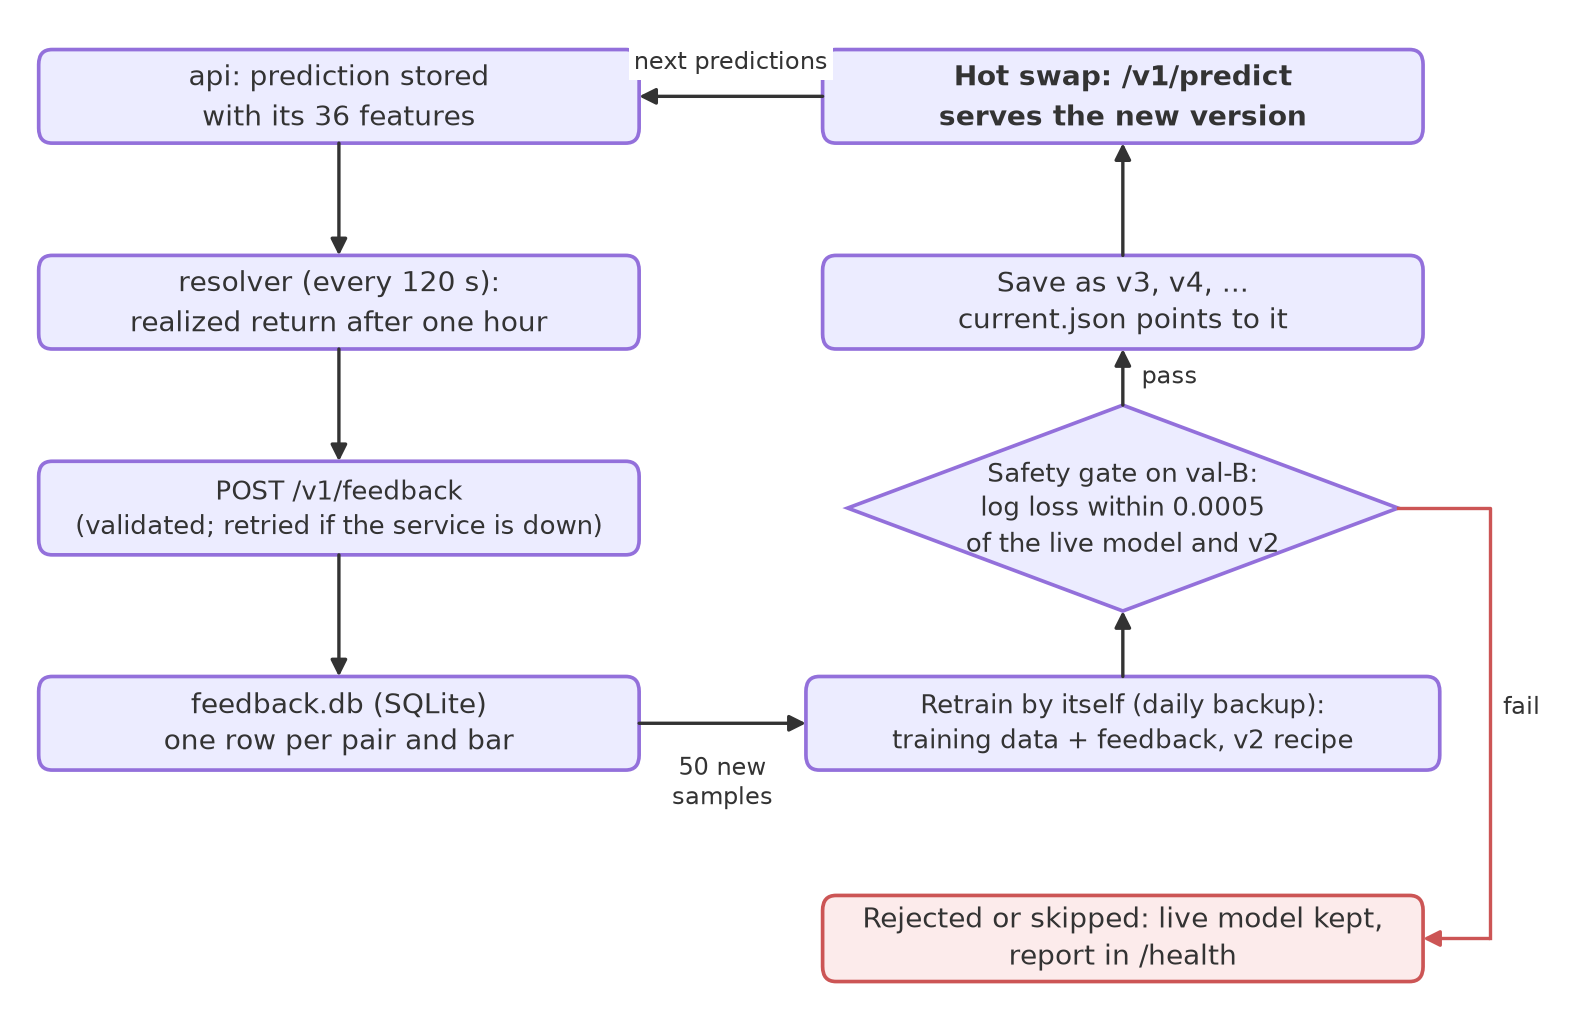 api: prediction stored
with its 36 features
next predictions
Hot swap: /v1/predict
serves the new version
resolver (every 120 s):
realized return after one hour
Save as v3, v4, ...
current.json points to it
pass
POST /v1/feedback
(validated; retried if the service is down)
Safety gate on val-B:
log loss within 0.0005
of the live model and v2
feedback.db (SQLite)
one row per pair and bar
50 new
samples
Retrain by itself (daily backup):
training data + feedback, v2 recipe
fail
Rejected or skipped: live model kept,
report in /health